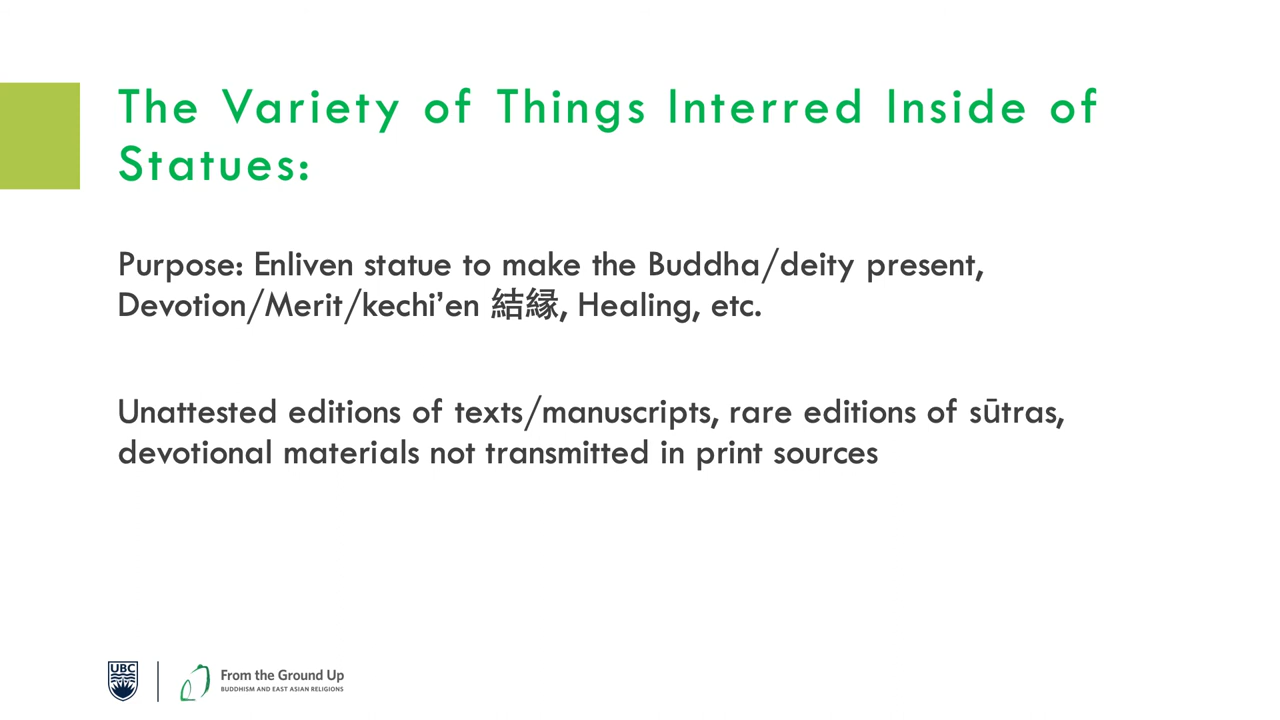 The Variety of Things Interred Inside of
Statues:
Purpose: Enliven statue to make the Buddha/deity present,
Devotion/Merit/kechi’en 結縁, Healing, etc.
Unattested editions of texts/manuscripts, rare editions of sūtras,
devotional materials not transmitted in print sources
UBC
From the Ground Up
BUDDHISM AND EAST ASIAN RELIGIONS